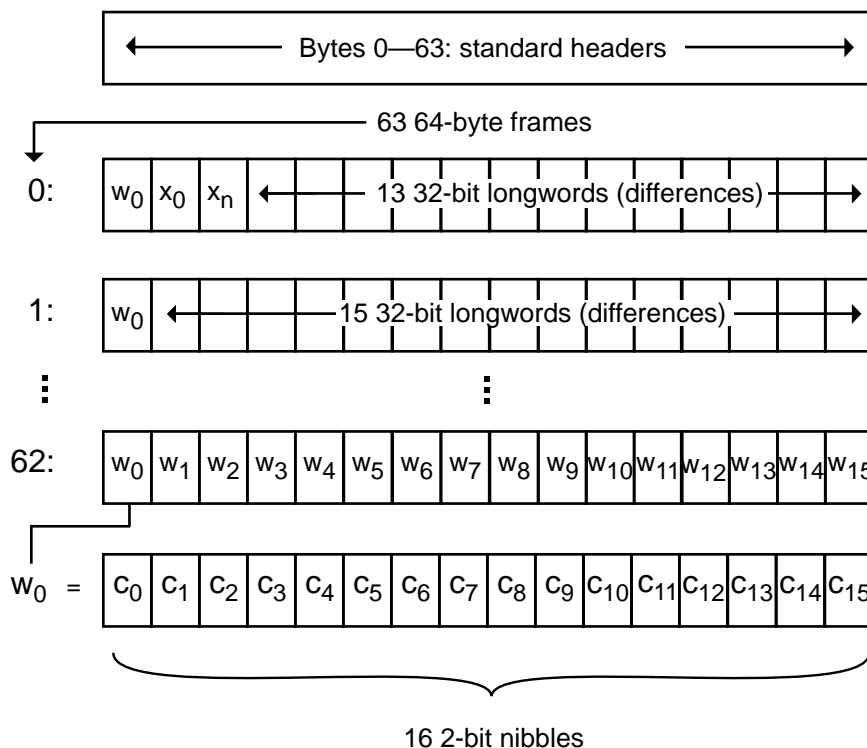 Bytes 0—63: standard headers
63 64-byte frames
0: w0 x0 xn 13 32-bit longwords (differences)
1: w0 15 32-bit longwords (differences)
62: w0 w1 w2 w3 w4 w5 w6 w7 w8 w9 w10 w11 w12 w13 w14 w15
w0 = c0 c1 c2 c3 c4 c5 c6 c7 c8 c9 c10 c11 c12 c13 c14 c15
16 2-bit nibbles